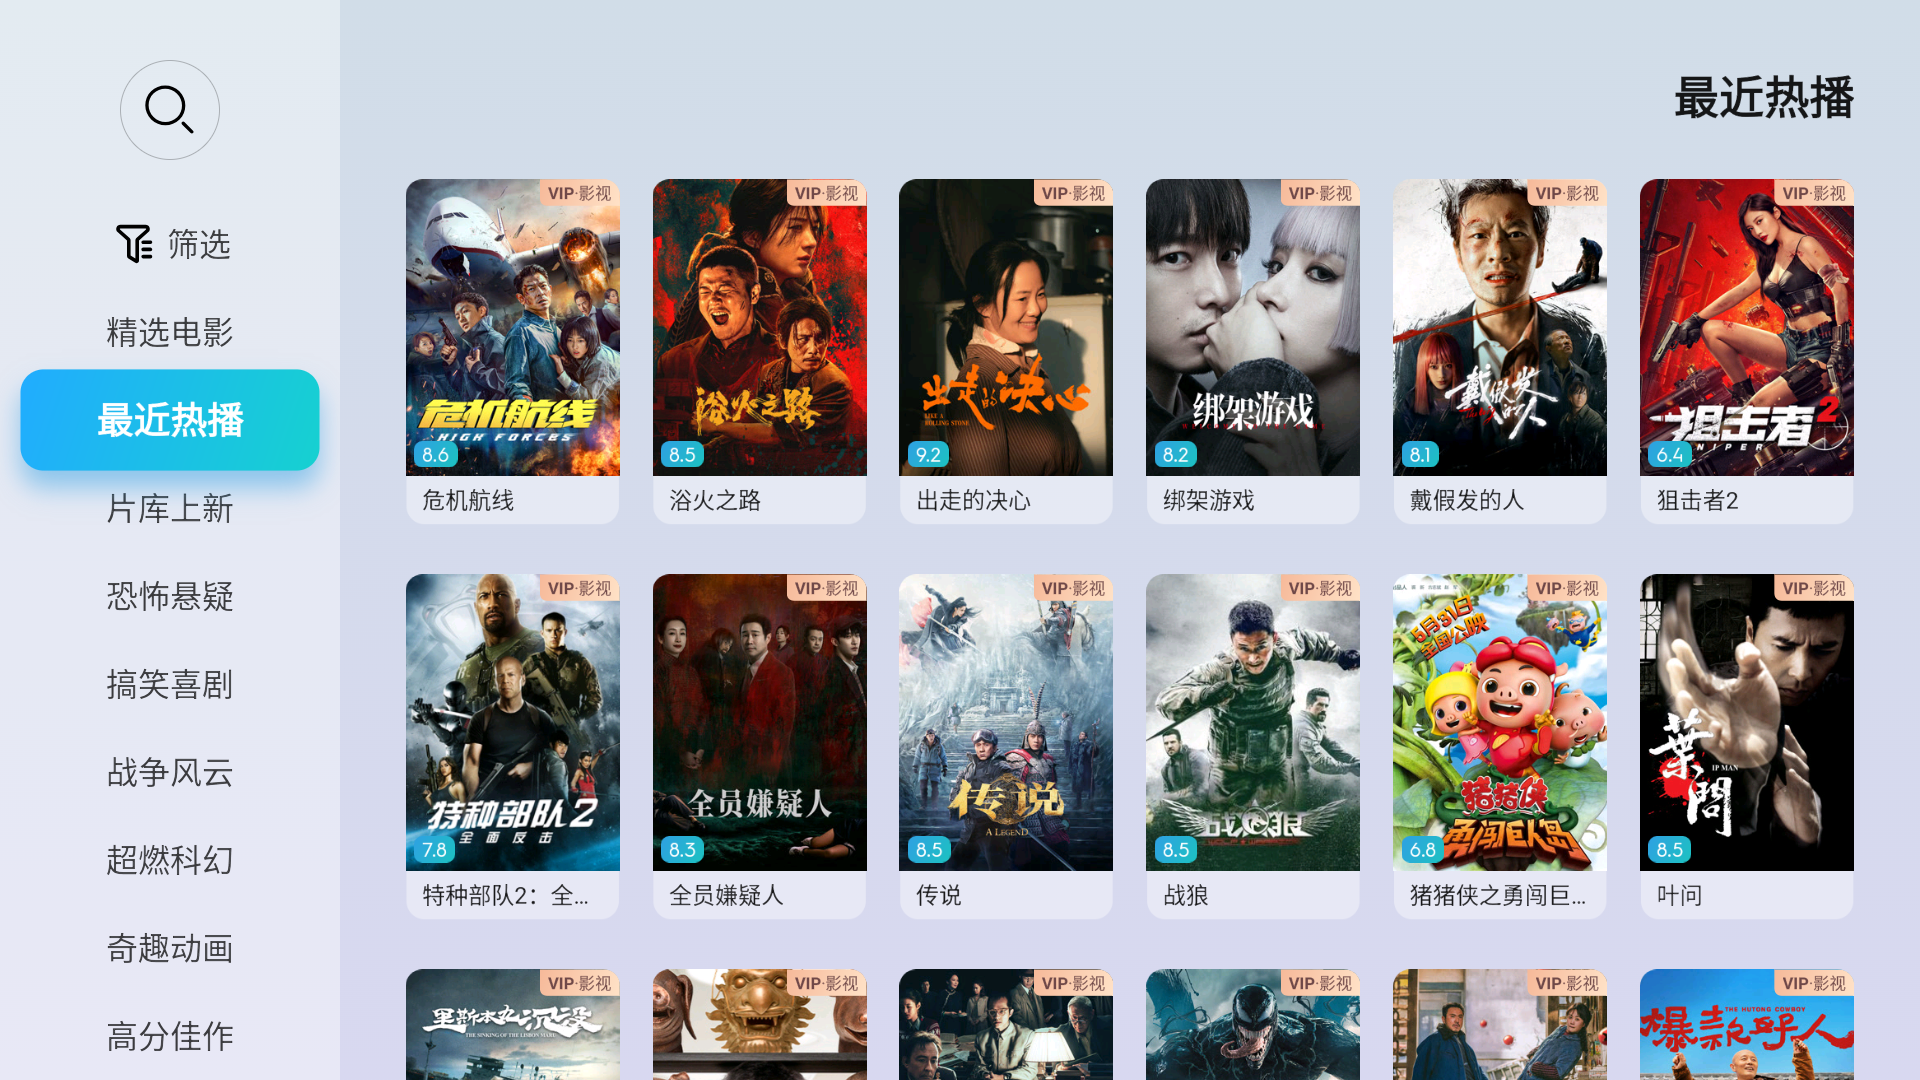 筛选
精选电影
最近热播
片库上新
恐怖悬疑
搞笑喜剧
战争风云
超燃科幻
奇趣动画
高分佳作
最近热播
VIP·影视
危机航线
HIGH FORCES
8.6
危机航线
VIP·影视
浴火之路
8.5
浴火之路
VIP·影视
出走的决心
LIKE A
ROLLING STONE
9.2
出走的决心
VIP·影视
绑架游戏
8.2
绑架游戏
VIP·影视
戴假发的人
8.1
戴假发的人
VIP·影视
狙击者2
SNIPER
6.4
狙击者2
VIP·影视
特种部队2
全面反击
7.8
特种部队2：全...
VIP·影视
全员嫌疑人
8.3
全员嫌疑人
VIP·影视
传说
A LEGEND
8.5
传说
VIP·影视
战狼
8.5
战狼
VIP·影视
5月31日
全国公映
猪猪侠
勇闯巨人岛
6.8
猪猪侠之勇闯巨...
VIP·影视
葉問
IP MAN
8.5
叶问
VIP·影视
里斯本丸沉没
THE SINKING OF THE LISBON MARU
VIP·影视
VIP·影视
VIP·影视
VIP·影视
VIP·影视
THE HUTONG COWBOY
爆款好人